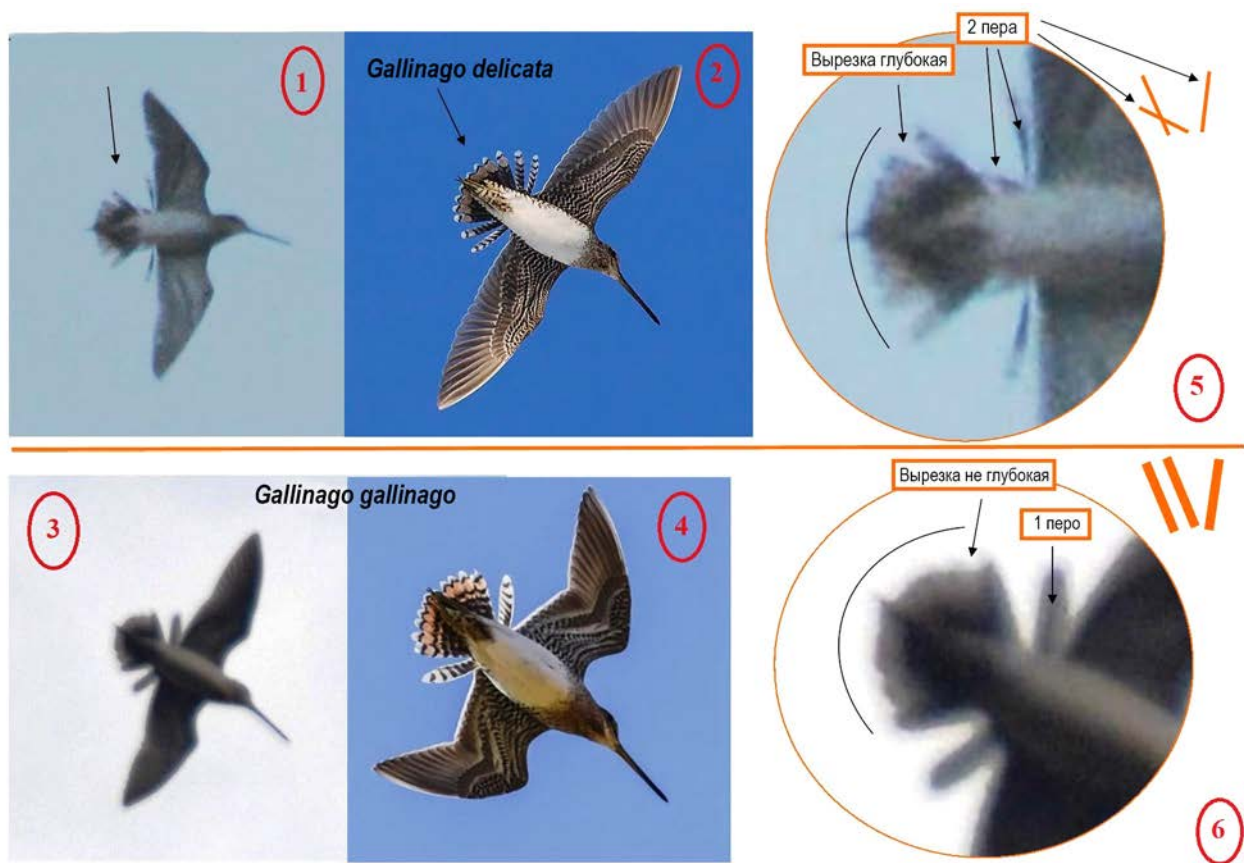 1
Gallinago delicata
2
2 пера
Вырезка глубокая
5
Gallinago gallinago
3
4
Вырезка не глубокая
1 перо
6